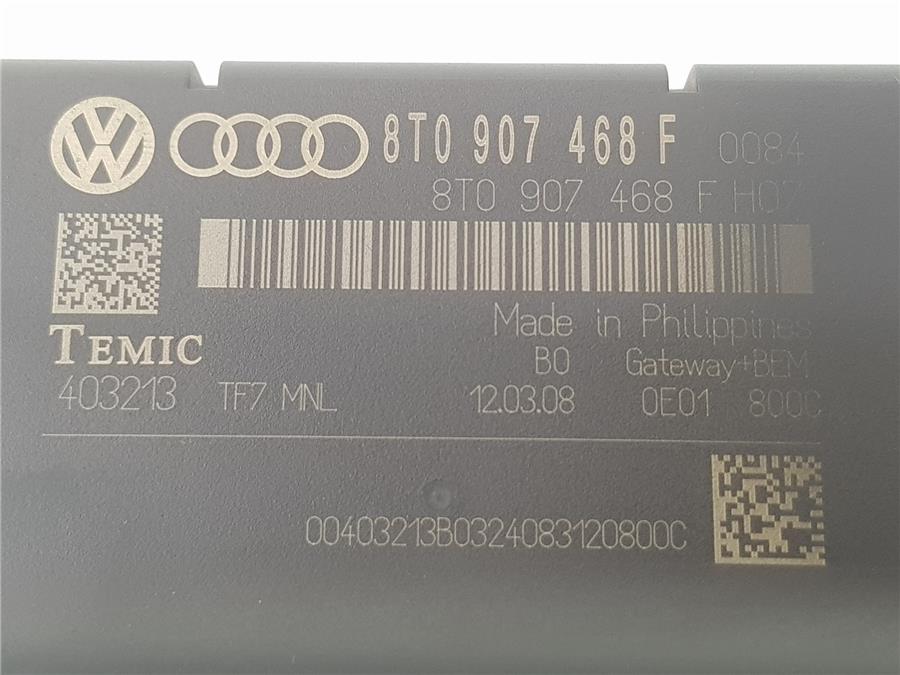 8T0 907 468 F 0084
8T0 907 468 F H07
Made in Philippines
TEMIC B0 Gateway+BEM
403213 TF7 MNL 12.03.08 0E01 800C
00403213B0324083120800C